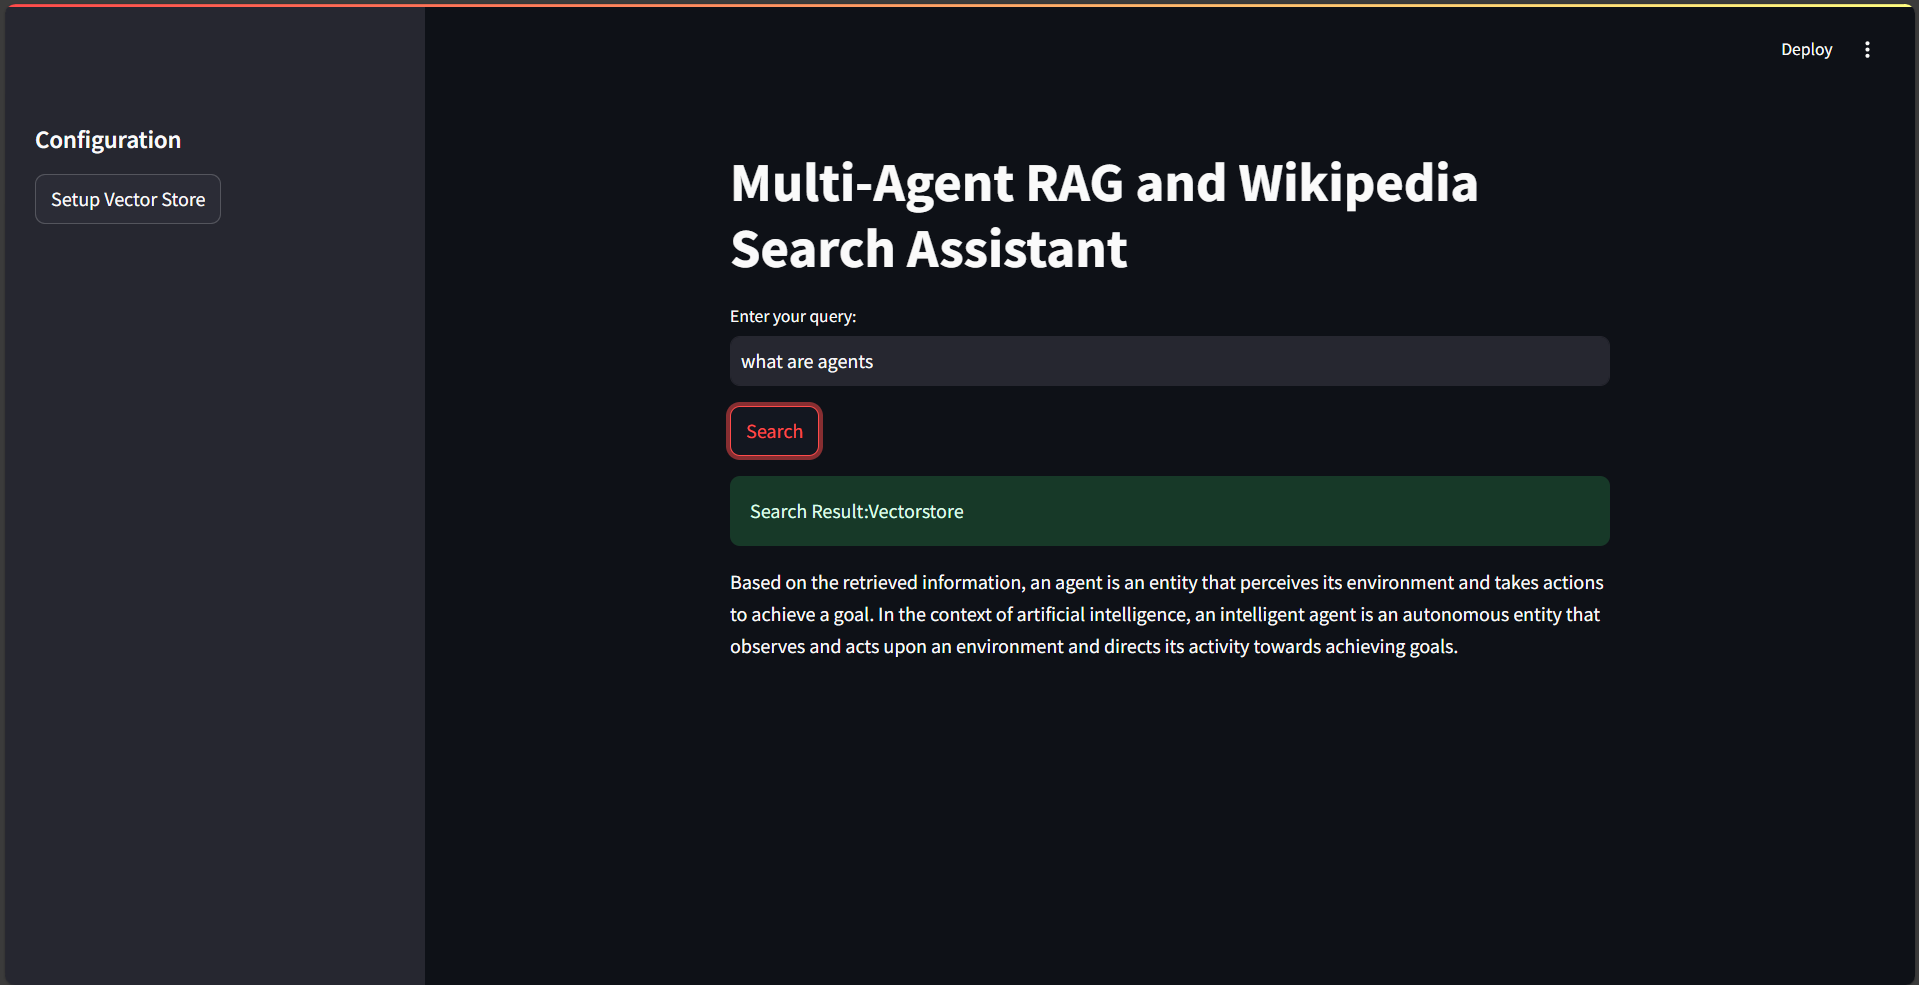 Deploy
Configuration
Setup Vector Store
Multi-Agent RAG and Wikipedia
Search Assistant
Enter your query:
what are agents
Search
Search Result:Vectorstore
Based on the retrieved information, an agent is an entity that perceives its environment and takes actions
to achieve a goal. In the context of artificial intelligence, an intelligent agent is an autonomous entity that
observes and acts upon an environment and directs its activity towards achieving goals.